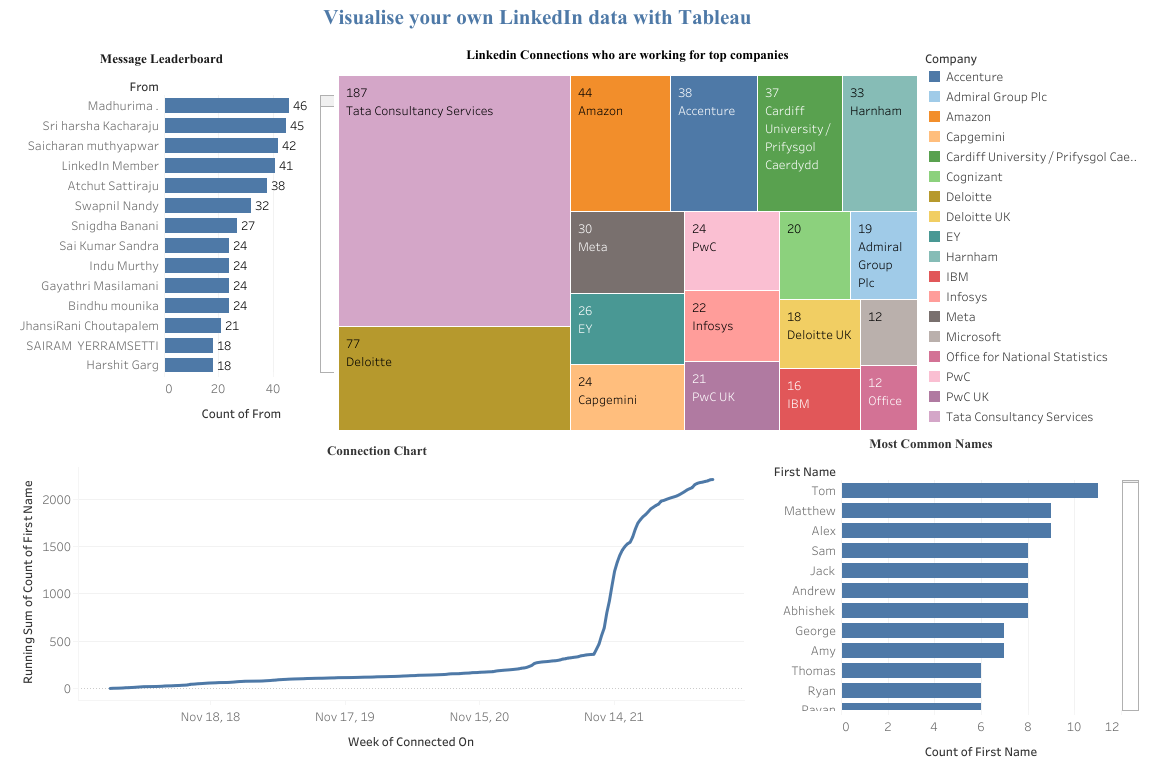 Visualise your own LinkedIn data with Tableau
Message Leaderboard
From
Madhurima . 46
Sri harsha Kacharaju 45
Saicharan muthyapwar 42
LinkedIn Member 41
Atchut Sattiraju 38
Swapnil Nandy 32
Snigdha Banani 27
Sai Kumar Sandra 24
Indu Murthy 24
Gayathri Masilamani 24
Bindhu mounika 24
JhansiRani Choutapalem 21
SAIRAM YERRAMSETTI 18
Harshit Garg 18
0 20 40
Count of From
Linkedin Connections who are working for top companies
187
Tata Consultancy Services
77
Deloitte
44
Amazon
38
Accenture
37
Cardiff
University /
Prifysgol
Caerdydd
33
Harnham
30
Meta
26
EY
24
Capgemini
24
PwC
22
Infosys
21
PwC UK
20
19
Admiral
Group
Plc
18
Deloitte UK
16
IBM
12
12
Office
Company
Accenture
Admiral Group Plc
Amazon
Capgemini
Cardiff University / Prifysgol Cae..
Cognizant
Deloitte
Deloitte UK
EY
Harnham
IBM
Infosys
Meta
Microsoft
Office for National Statistics
PwC
PwC UK
Tata Consultancy Services
Connection Chart
Running Sum of Count of First Name
2000
1500
1000
500
0
Nov 18, 18 Nov 17, 19 Nov 15, 20 Nov 14, 21
Week of Connected On
Most Common Names
First Name
Tom
Matthew
Alex
Sam
Jack
Andrew
Abhishek
George
Amy
Thomas
Ryan
Pavan
0 2 4 6 8 10 12
Count of First Name